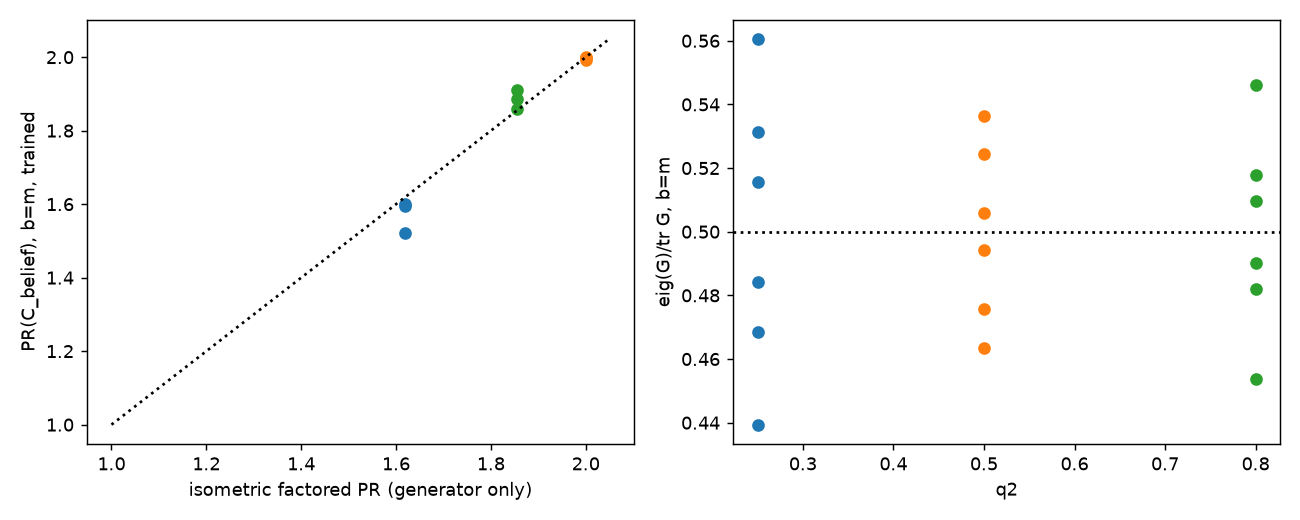 PR(C_belief), b=m, trained
2.0
1.8
1.6
1.4
1.2
1.0
1.0 1.2 1.4 1.6 1.8 2.0
isometric factored PR (generator only)
eig(G)/tr G, b=m
0.56
0.54
0.52
0.50
0.48
0.46
0.44
0.3 0.4 0.5 0.6 0.7 0.8
q2